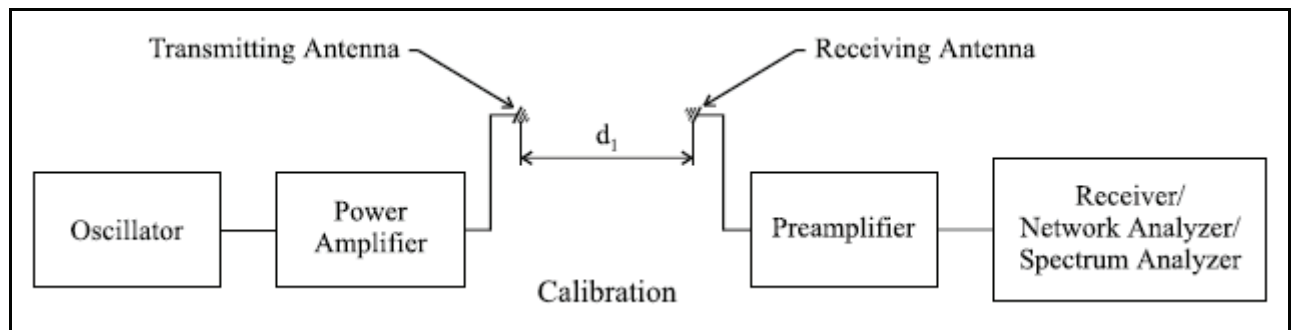 Transmitting Antenna
Receiving Antenna
d1
Oscillator
Power
Amplifier
Preamplifier
Receiver/
Network Analyzer/
Spectrum Analyzer
Calibration